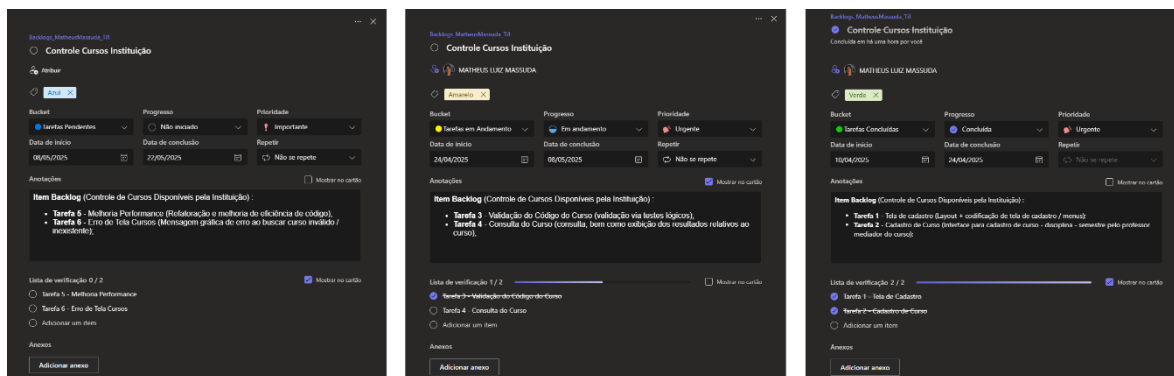 Backlogs_MatheusMassuda_TI1
Controle Cursos Instituição
Atribuir
Azul
Bucket Progresso Prioridade
Tarefas Pendentes Não iniciado Importante
Data de início Data de conclusão Repetir
08/05/2025 22/05/2025 Não se repete
Anotações Mostrar no cartão
Item Backlog (Controle de Cursos Disponíveis pela Instituição) :
Tarefa 5 - Melhoria Performance (Refatoração e melhoria de eficiência de código),
Tarefa 6 - Erro de Tela Cursos (Mensagem gráfica de erro ao buscar curso inválido /
inexistente);
Lista de verificação 0 / 2 Mostrar no cartão
Tarefa 5 - Melhoria Performance
Tarefa 6 - Erro de Tela Cursos
Adicionar um item
Anexos
Adicionar anexo
Backlogs_MatheusMassuda_TI1
Controle Cursos Instituição
MATHEUS LUIZ MASSUDA
Amarelo
Bucket Progresso Prioridade
Tarefas em Andamento Em andamento Urgente
Data de início Data de conclusão Repetir
24/04/2025 08/05/2025 Não se repete
Anotações Mostrar no cartão
Item Backlog (Controle de Cursos Disponíveis pela Instituição) :
Tarefa 3 - Validação do Código do Curso (validação via testes lógicos),
Tarefa 4 - Consulta do Curso (consulta, bem como exibição dos resultados relativos ao
curso),
Lista de verificação 1 / 2 Mostrar no cartão
Tarefa 3 - Validação do Código do Curso
Tarefa 4 - Consulta do Curso
Adicionar um item
Anexos
Adicionar anexo
Backlogs_MatheusMassuda_TI1
Controle Cursos Instituição
Concluída em há uma hora por você
MATHEUS LUIZ MASSUDA
Verde
Bucket Progresso Prioridade
Tarefas Concluídas Concluída Urgente
Data de início Data de conclusão Repetir
10/04/2025 24/04/2025 Não se repete
Anotações Mostrar no cartão
Item Backlog (Controle de Cursos Disponíveis pela Instituição) :
Tarefa 1 - Tela de cadastro (Layout + codificação de tela de cadastro / menus);
Tarefa 2 - Cadastro de Curso (Interface para cadastro de curso - disciplina - semestre pelo professor
mediador do curso);
Lista de verificação 2 / 2 Mostrar no cartão
Tarefa 1 - Tela de Cadastro
Tarefa 2 - Cadastro de Curso
Adicionar um item
Anexos
Adicionar anexo